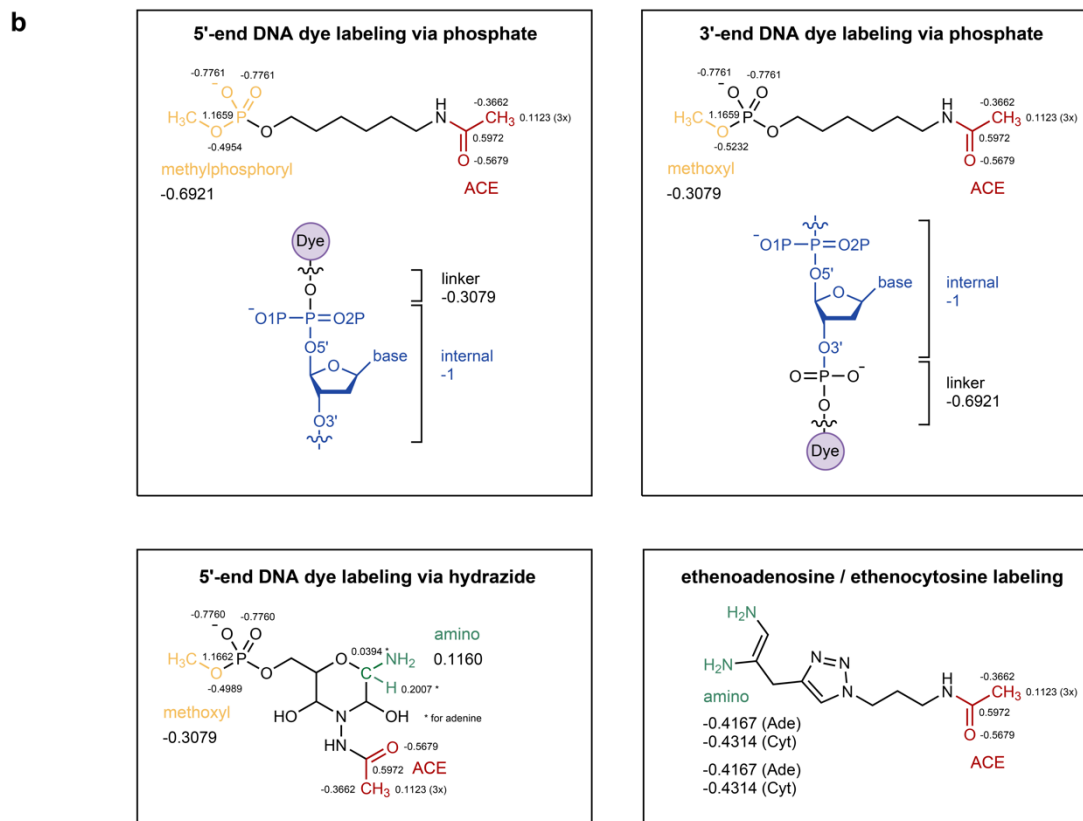 b
5'-end DNA dye labeling via phosphate
-0.7761 -0.7761
-O O
H3C 1.1659 P
O O
-0.4954
H
N
-0.3662
CH3 0.1123 (3x)
0.5972
O -0.5679
methylphosphoryl
-0.6921
ACE
Dye
O
linker
-0.3079
-O1P P=O2P
O5'
O base
internal
-1
O3'
3'-end DNA dye labeling via phosphate
-0.7761 -0.7761
-O O
H3C 1.1659 P
O O
-0.5232
H
N
-0.3662
CH3 0.1123 (3x)
0.5972
O -0.5679
methoxyl
-0.3079
ACE
-O1P P=O2P
O5'
O base
internal
-1
O3'
O=P O-
O
linker
-0.6921
Dye
5'-end DNA dye labeling via hydrazide
-0.7760 -0.7760
-O O
H3C 1.1662 P
O O
-0.4989
methoxyl
-0.3079
O 0.0394 * NH2
C
H 0.2007 *
amino
0.1160
HO N OH
* for adenine
HN O -0.5679
0.5972 ACE
-0.3662 CH3 0.1123 (3x)
ethenoadenosine / ethenocytosine labeling
H2N
H2N
N=N
N
amino
-0.4167 (Ade)
-0.4314 (Cyt)
-0.4167 (Ade)
-0.4314 (Cyt)
H
N
-0.3662
CH3 0.1123 (3x)
0.5972
O -0.5679
ACE